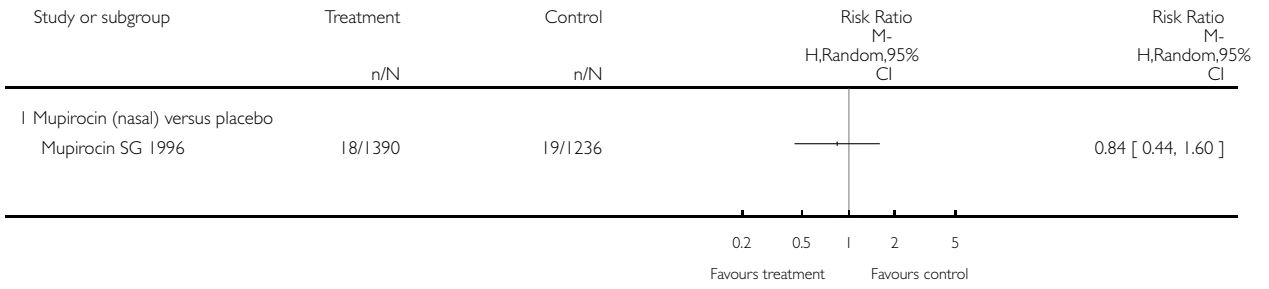 Study or subgroup Treatment Control Risk Ratio Risk Ratio
M- M-
H,Random,95% H,Random,95%
n/N n/N CI CI
1 Mupirocin (nasal) versus placebo
Mupirocin SG 1996 18/1390 19/1236 0.84 [ 0.44, 1.60 ]
0.2 0.5 1 2 5
Favours treatment Favours control